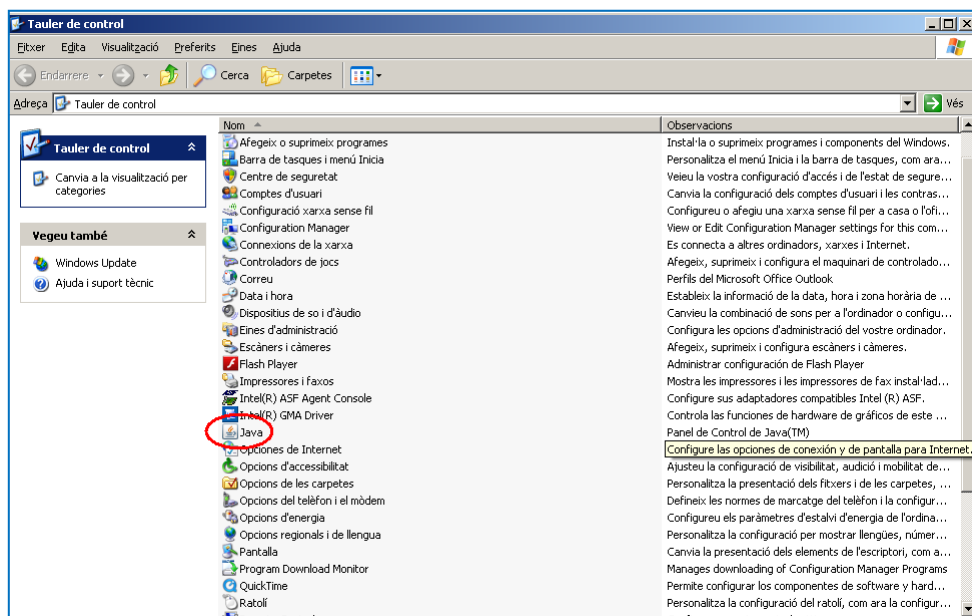 Tauler de control
Fitxer Edita Visualització Preferits Eines Ajuda
Endarrere Cerca Carpetes
Adreça Tauler de control Vés
Tauler de control
Canvia a la visualització per
categories
Vegeu també
Windows Update
Ajuda i suport tècnic
Nom Observacions
Afegeix o suprimeix programes Instal·la o suprimeix programes i components del Windows.
Barra de tasques i menú Inicia Personalitza el menú Inicia i la barra de tasques, com ara...
Centre de seguretat Veieu la vostra configuració d'accés i de l'estat de segure...
Comptes d'usuari Canvia la configuració dels comptes d'usuari i les contras...
Configuració xarxa sense fil Configureu o afegiu una xarxa sense fil per a casa o l'ofi...
Configuration Manager View or Edit Configuration Manager settings for this com...
Connexions de la xarxa Es connecta a altres ordinadors, xarxes i Internet.
Controladors de jocs Afegeix, suprimeix i configura el maquinari de controlado...
Correu Perfils del Microsoft Office Outlook
Data i hora Estableix la informació de la data, hora i zona horària de ...
Dispositius de so i d'àudio Canvieu la combinació de sons per a l'ordinador o configu...
Eines d'administració Configura les opcions d'administració del vostre ordinador.
Escàners i càmeres Afegeix, suprimeix i configura escàners i càmeres.
Flash Player Administrar configuración de Flash Player
Impressores i faxos Mostra les impressores i les impressores de fax instal·lad...
Intel(R) ASF Agent Console Configure sus adaptadores compatibles Intel (R) ASF.
Intel(R) GMA Driver Controla las funciones de hardware de gráficos de este ...
Java Panel de Control de Java(TM)
Opciones de Internet Configure las opciones de conexión y de pantalla para Internet.
Opcions d'accessibilitat Ajusteu la configuració de visibilitat, audició i mobilitat de...
Opcions de les carpetes Personalitza la presentació dels fitxers i de les carpetes, ...
Opcions del telèfon i el mòdem Defineix les normes de marcatge del telèfon i la configur...
Opcions d'energia Configureu els paràmetres d'estalvi d'energia de l'ordina...
Opcions regionals i de llengua Personalitza la configuració per mostrar llengües, númer...
Pantalla Canvia la presentació dels elements de l'escriptori, com a...
Program Download Monitor Manages downloading of Configuration Manager Programs
QuickTime Permite configurar los componentes de software y hard...
Ratolí Personalitza la configuració del ratolí, com ara la configur...